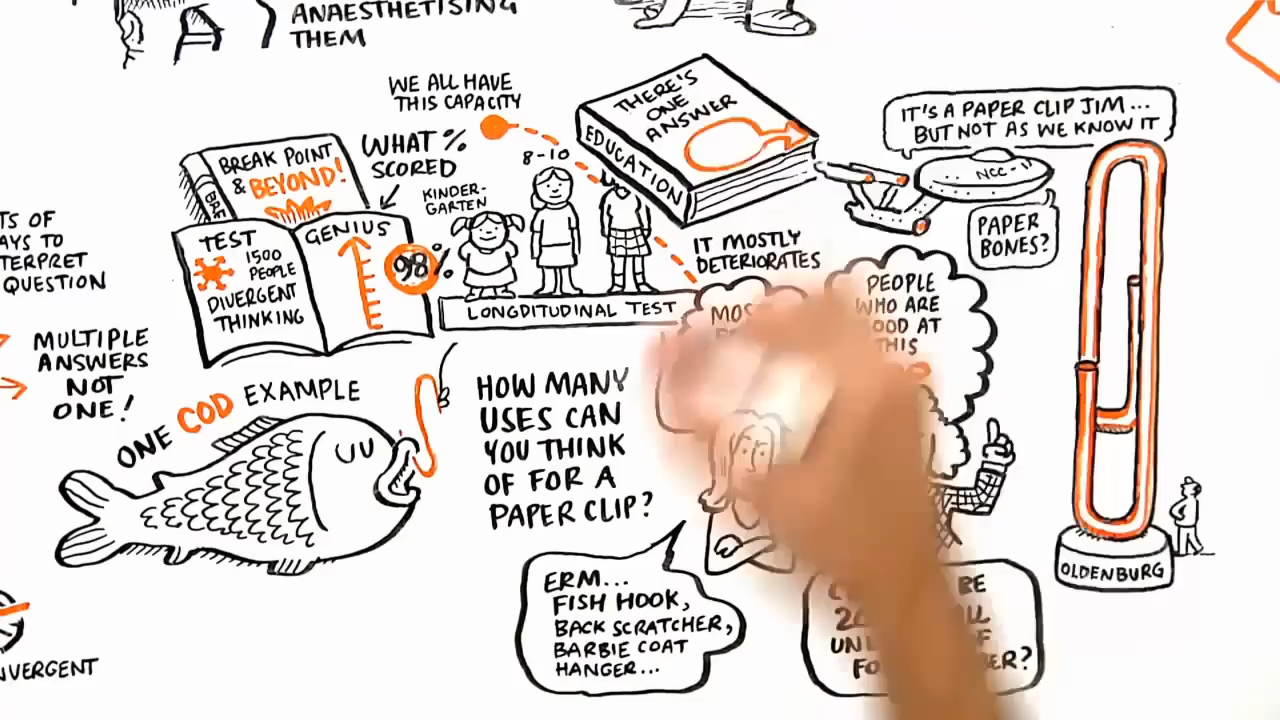 ANAESTHETISING
THEM
WE ALL HAVE
THIS CAPACITY
THERE'S
ONE
ANSWER
EDUCATION
IT'S A PAPER CLIP JIM...
BUT NOT AS WE KNOW IT
NCC-1
PAPER
BONES?
BREAK POINT
& BEYOND!
BRE
WHAT %
SCORED
KINDER-
GARTEN
8-10
TEST
1500
PEOPLE
DIVERGENT
THINKING
GENIUS
98%
LONGDITUDINAL TEST
IT MOSTLY
DETERIORATES
TS OF
AYS TO
TERPRET
QUESTION
MULTIPLE
ANSWERS
NOT
ONE!
ONE COD EXAMPLE
HOW MANY
USES CAN
YOU THINK
OF FOR A
PAPER CLIP?
PEOPLE
WHO ARE
GOOD AT
THIS
ERM...
FISH HOOK,
BACK SCRATCHER,
BARBIE COAT
HANGER...
OLDENBURG
NVERGENT